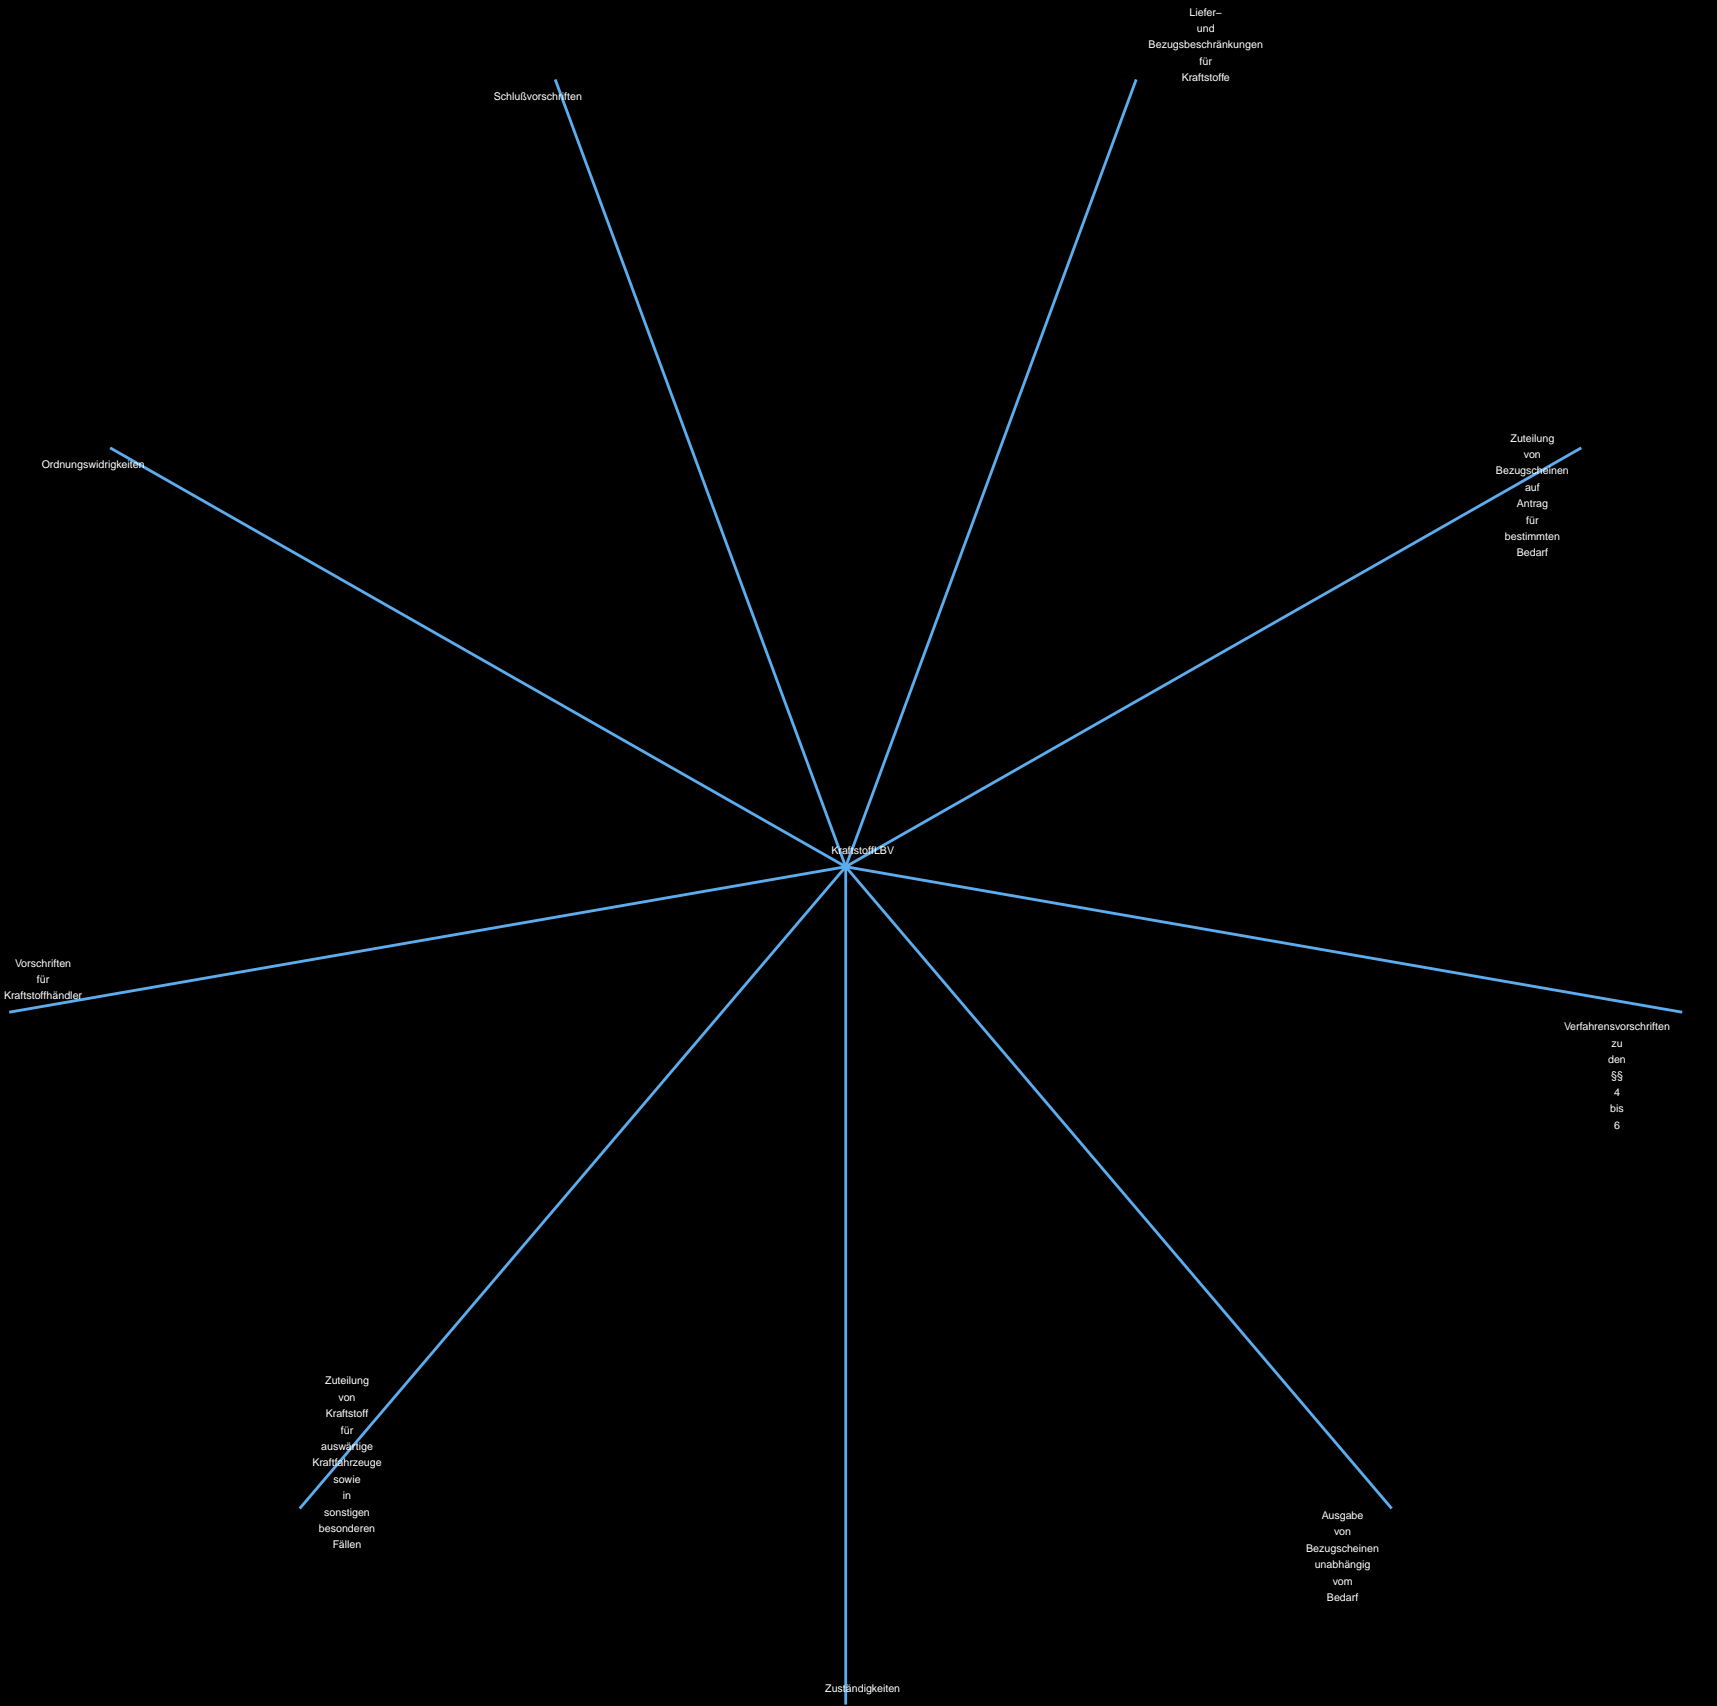 Liefer–
und
Bezugsbeschränkungen
für
Kraftstoffe
Schlußvorschriften
Zuteilung
von
Bezugscheinen
auf
Antrag
für
bestimmten
Bedarf
Ordnungswidrigkeiten
KraftstoffLBV
Vorschriften
für
Kraftstoffhändler
Verfahrensvorschriften
zu
den
§§
4
bis
6
Zuteilung
von
Kraftstoff
für
auswärtige
Kraftfahrzeuge
sowie
in
sonstigen
besonderen
Fällen
Ausgabe
von
Bezugscheinen
unabhängig
vom
Bedarf
Zuständigkeiten